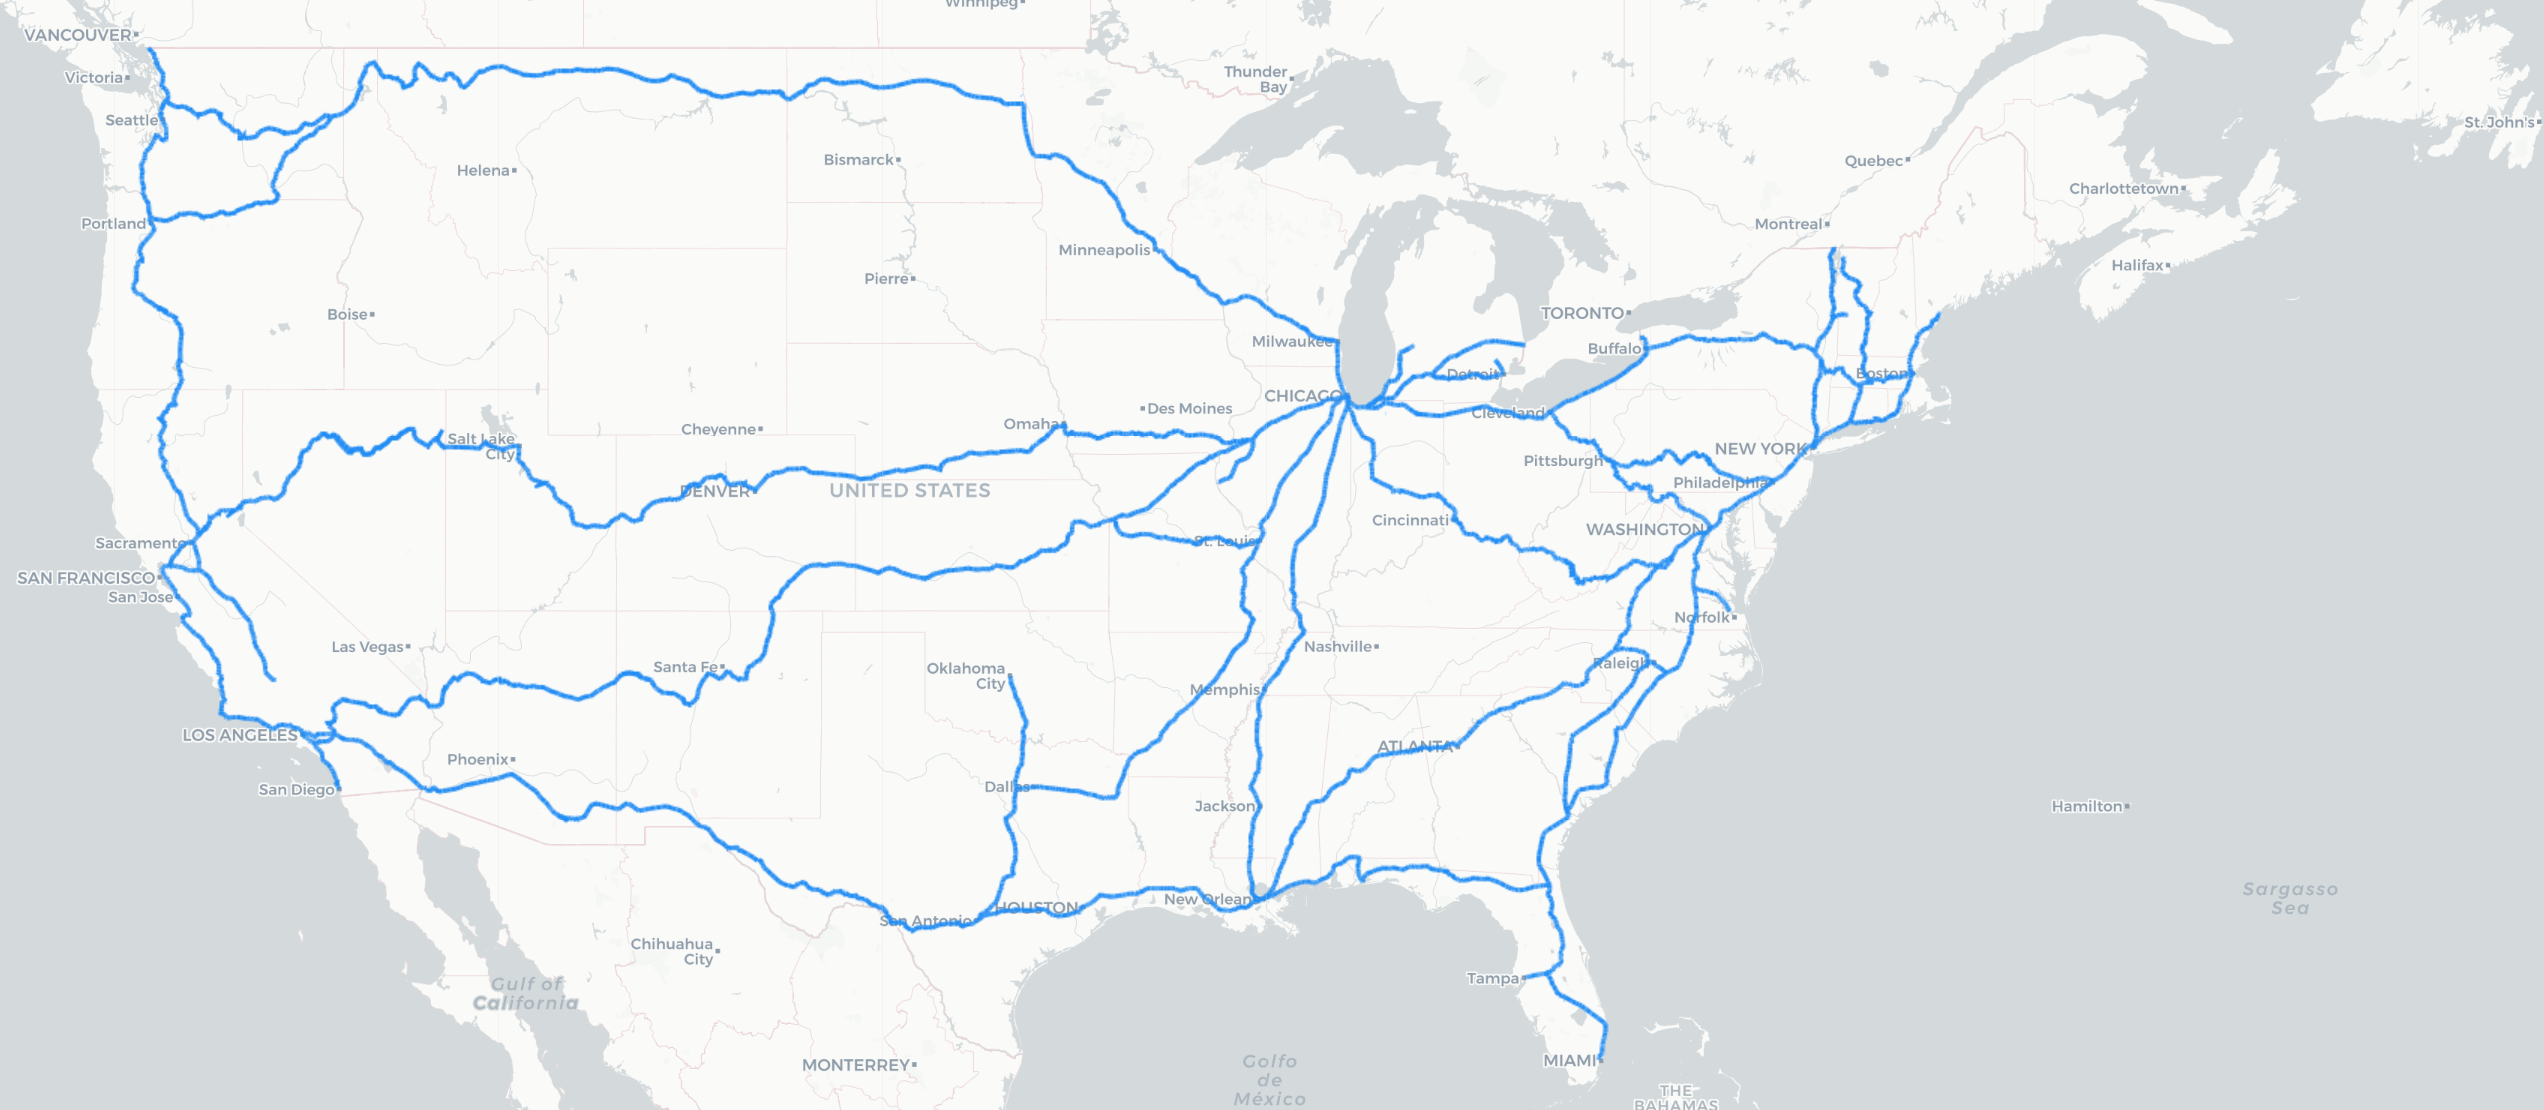 Winnipeg
VANCOUVER
Victoria
Thunder
Bay
Seattle
St. John's
Helena
Bismarck
Quebec
Charlottetown
Portland
Montreal
Minneapolis
Halifax
Pierre
Boise
TORONTO
Milwaukee
Buffalo
Detroit
Boston
CHICAGO
Des Moines
Cleveland
Omaha
Cheyenne
Salt Lake
City
NEW YORK
Pittsburgh
DENVER
UNITED STATES
Philadelphia
Cincinnati
WASHINGTON
Sacramento
St. Louis
SAN FRANCISCO
San Jose
Norfolk
Las Vegas
Nashville
Santa Fe
Raleigh
Oklahoma
City
Memphis
LOS ANGELES
ATLANTA
Phoenix
San Diego
Dallas
Jackson
Hamilton
Sargasso
Sea
New Orleans
HOUSTON
San Antonio
Chihuahua
City
Tampa
Gulf of
California
MONTERREY
MIAMI
Golfo
de
México
THE
BAHAMAS